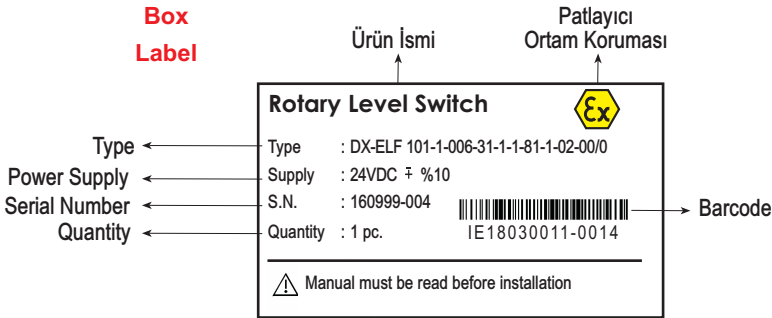 Box
Label
Ürün İsmi
Patlayıcı
Ortam Koruması
Rotary Level Switch
Ex
Type
Type : DX-ELF 101-1-006-31-1-1-81-1-02-00/0
Power Supply
Supply : 24VDC ∓ %10
Serial Number
S.N. : 160999-004
Barcode
Quantity
Quantity : 1 pc.
IE18030011-0014
Manual must be read before installation